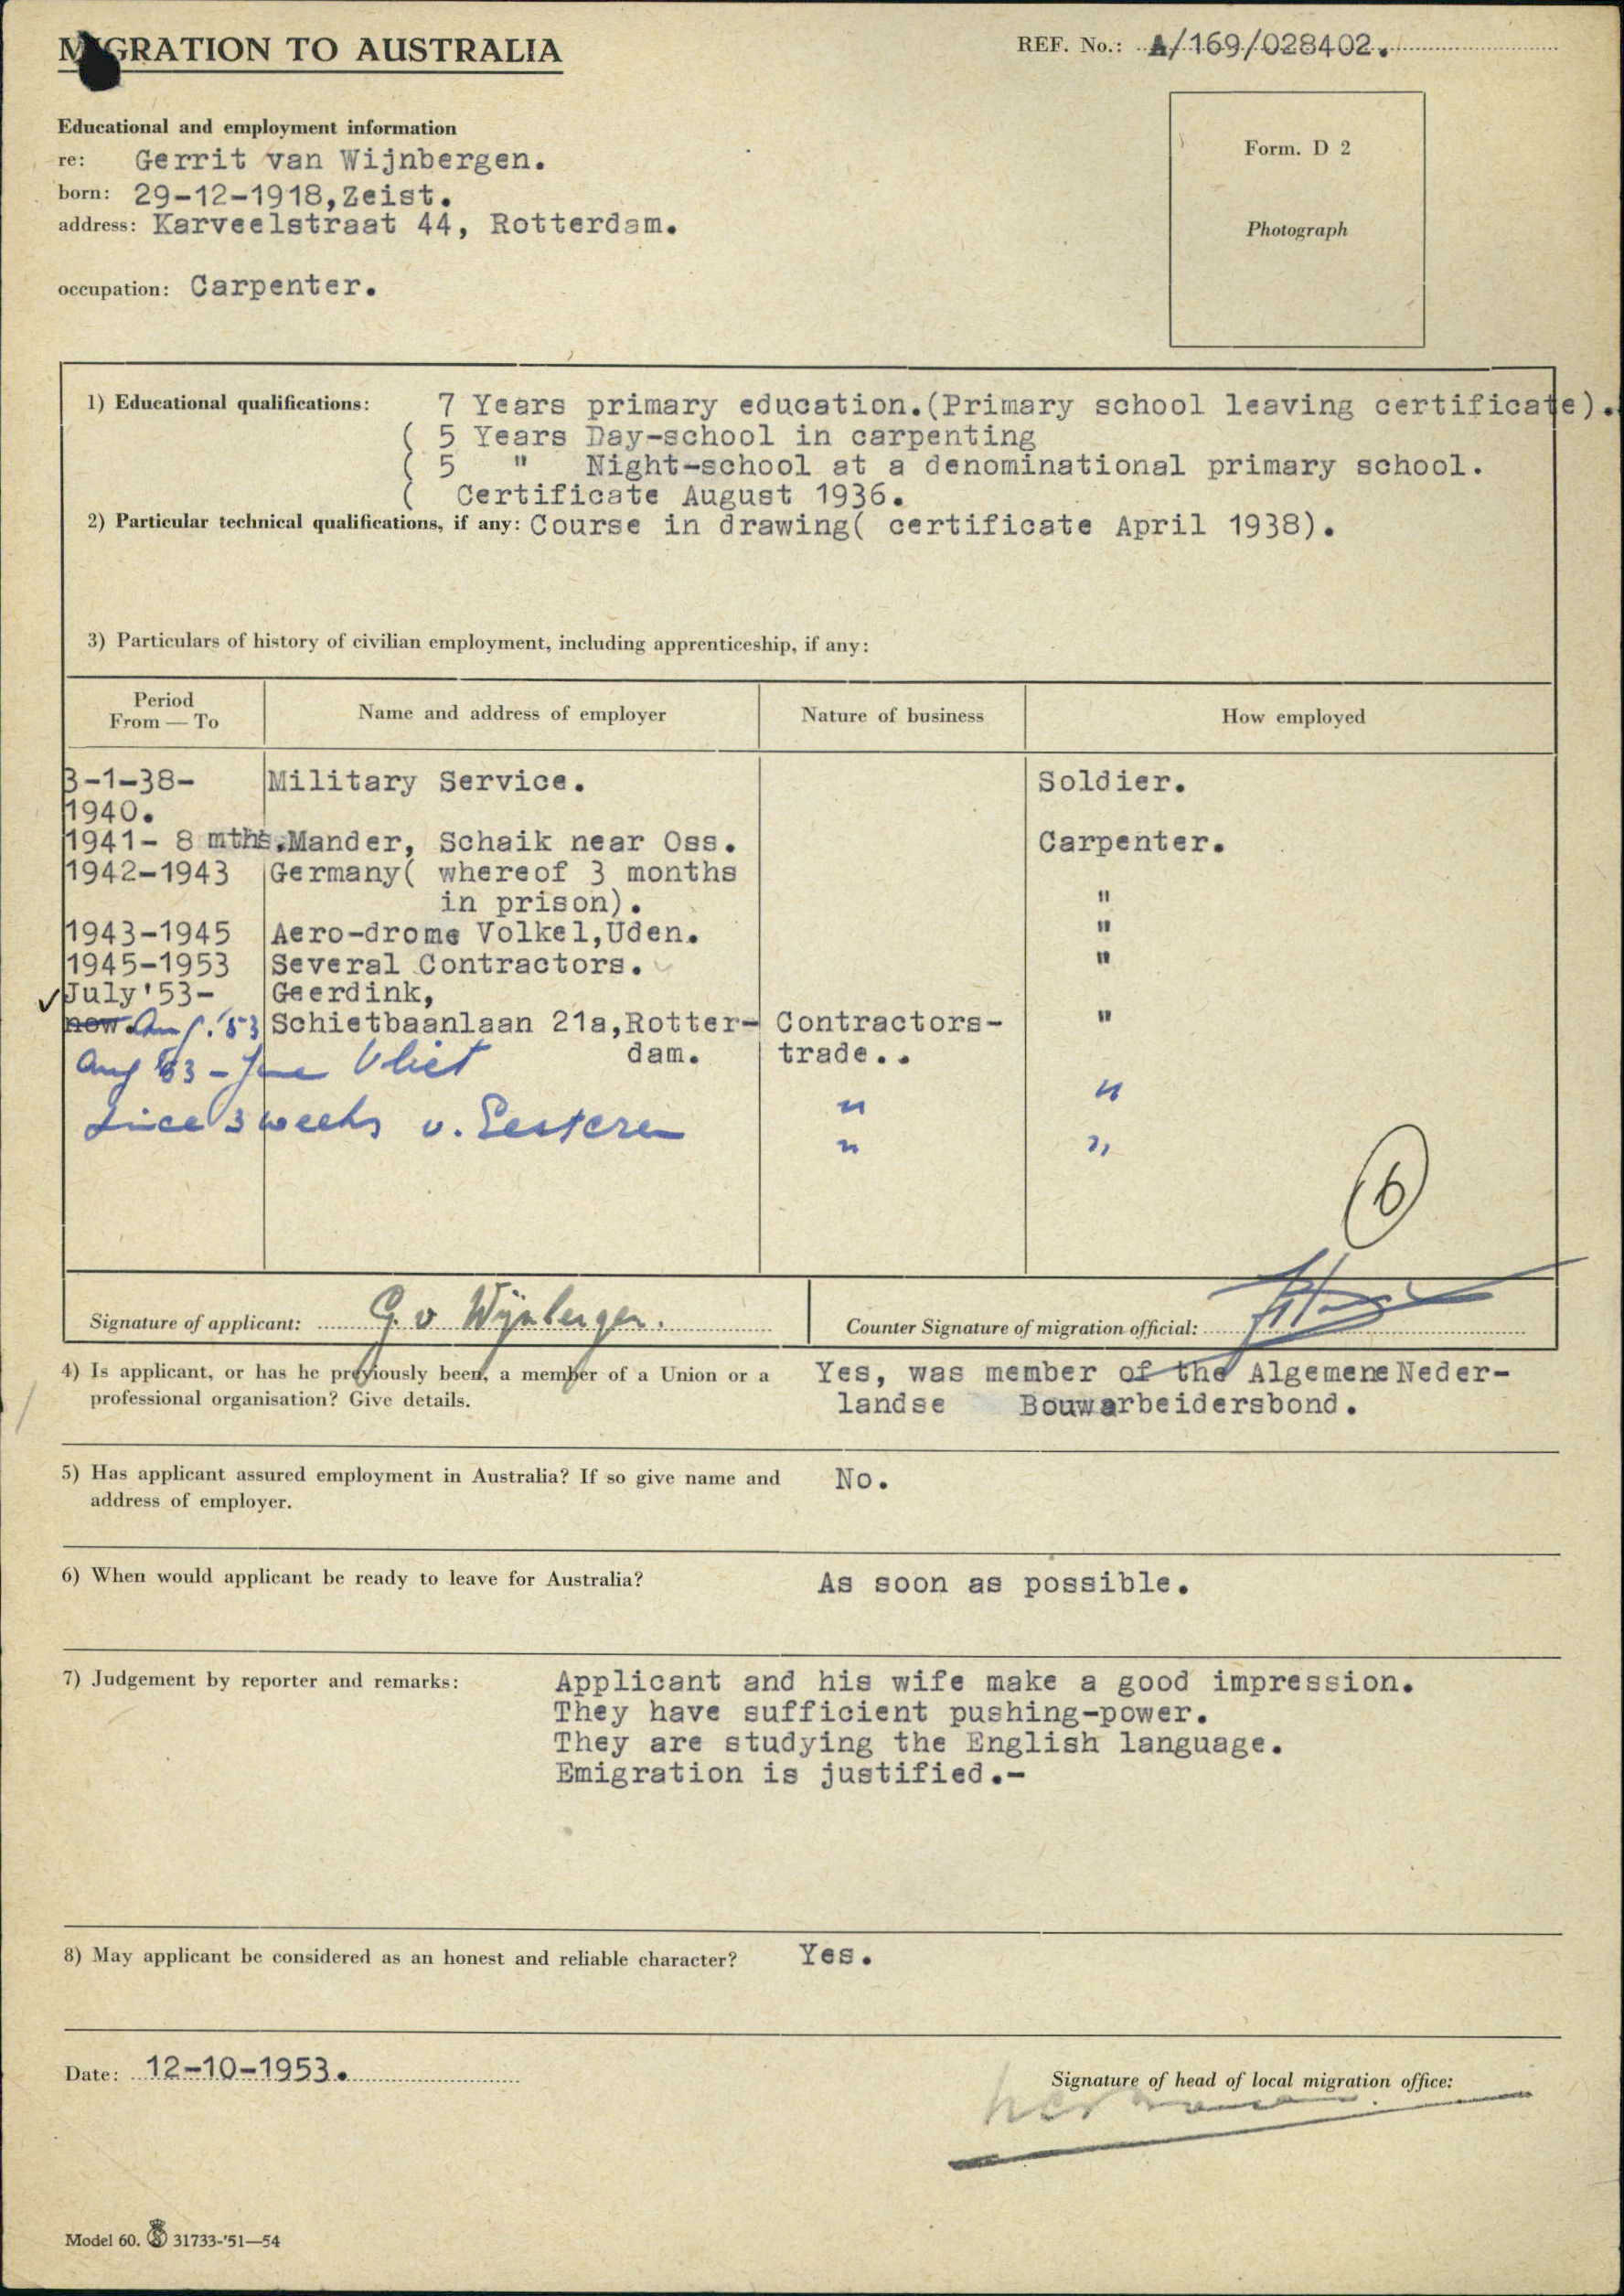 MIGRATION TO AUSTRALIA
REF. No.: A/169/028402.
Form. D 2
Photograph
Educational and employment information
re: Gerrit van Wijnbergen.
born: 29-12-1918,Zeist.
address: Karveelstraat 44, Rotterdam.
occupation: Carpenter.
1) Educational qualifications: 7 Years primary education.(Primary school leaving certificate).
( 5 Years Day-school in carpenting
( 5 " Night-school at a denominational primary school.
( Certificate August 1936.
2) Particular technical qualifications, if any: Course in drawing( certificate April 1938).
3) Particulars of history of civilian employment, including apprenticeship, if any:
Period
From — To
Name and address of employer
Nature of business
How employed
3-1-38- Military Service. Soldier.
1940.
1941- 8 mths. Mander, Schaik near Oss. Carpenter.
1942-1943 Germany( whereof 3 months
in prison). "
1943-1945 Aero-drome Volkel,Uden. "
1945-1953 Several Contractors. "
July'53- Geerdink,
now. Aug. '53 Schietbaanlaan 21a,Rotter- Contractors- "
dam. trade..
Aug 53 - June Vliet " "
Since 3 weeks v. Eesteren " "
6
Signature of applicant: G. v Wijnbergen.
Counter Signature of migration official:
4) Is applicant, or has he previously been, a member of a Union or a professional organisation? Give details.
Yes, was member of the Algemene Neder-
landse Bouwarbeidersbond.
5) Has applicant assured employment in Australia? If so give name and address of employer.
No.
6) When would applicant be ready to leave for Australia? As soon as possible.
7) Judgement by reporter and remarks: Applicant and his wife make a good impression.
They have sufficient pushing-power.
They are studying the English language.
Emigration is justified.-
8) May applicant be considered as an honest and reliable character? Yes.
Date: 12-10-1953.
Signature of head of local migration office:
Model 60. 31733-'51—54